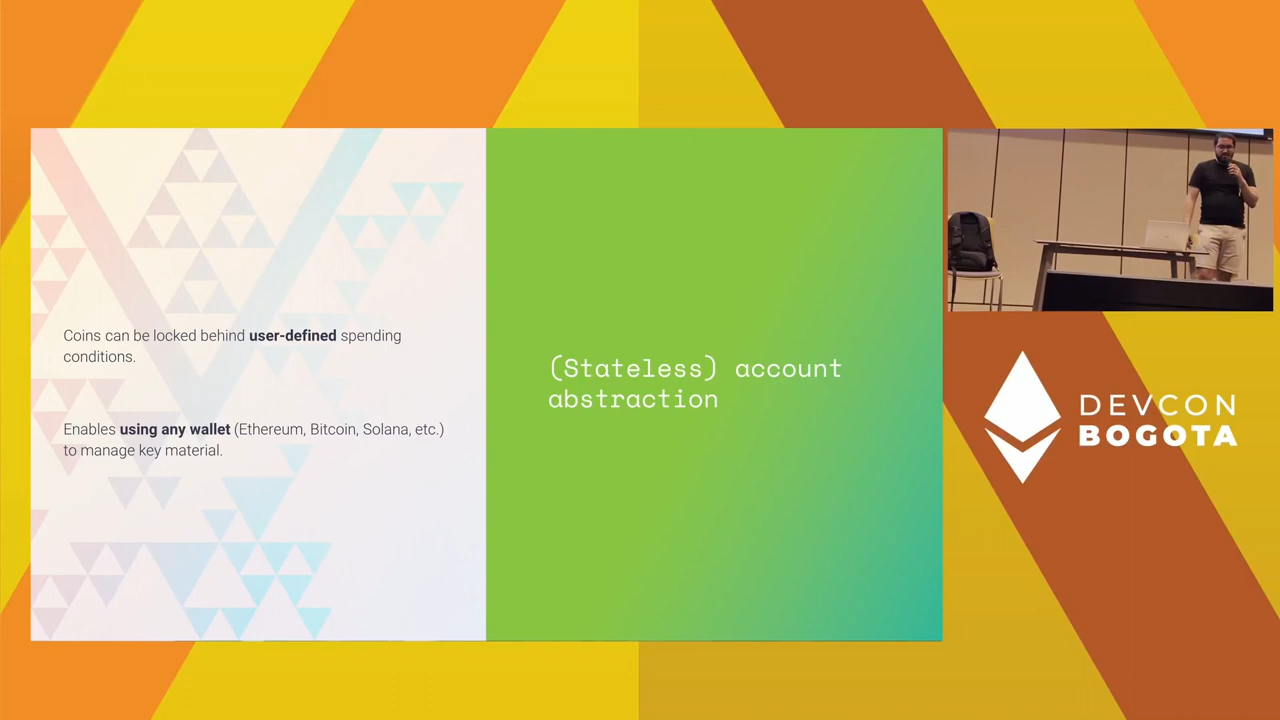 Coins can be locked behind user-defined spending
conditions.
Enables using any wallet (Ethereum, Bitcoin, Solana, etc.)
to manage key material.
(Stateless) account
abstraction
DEVCON
BOGOTA